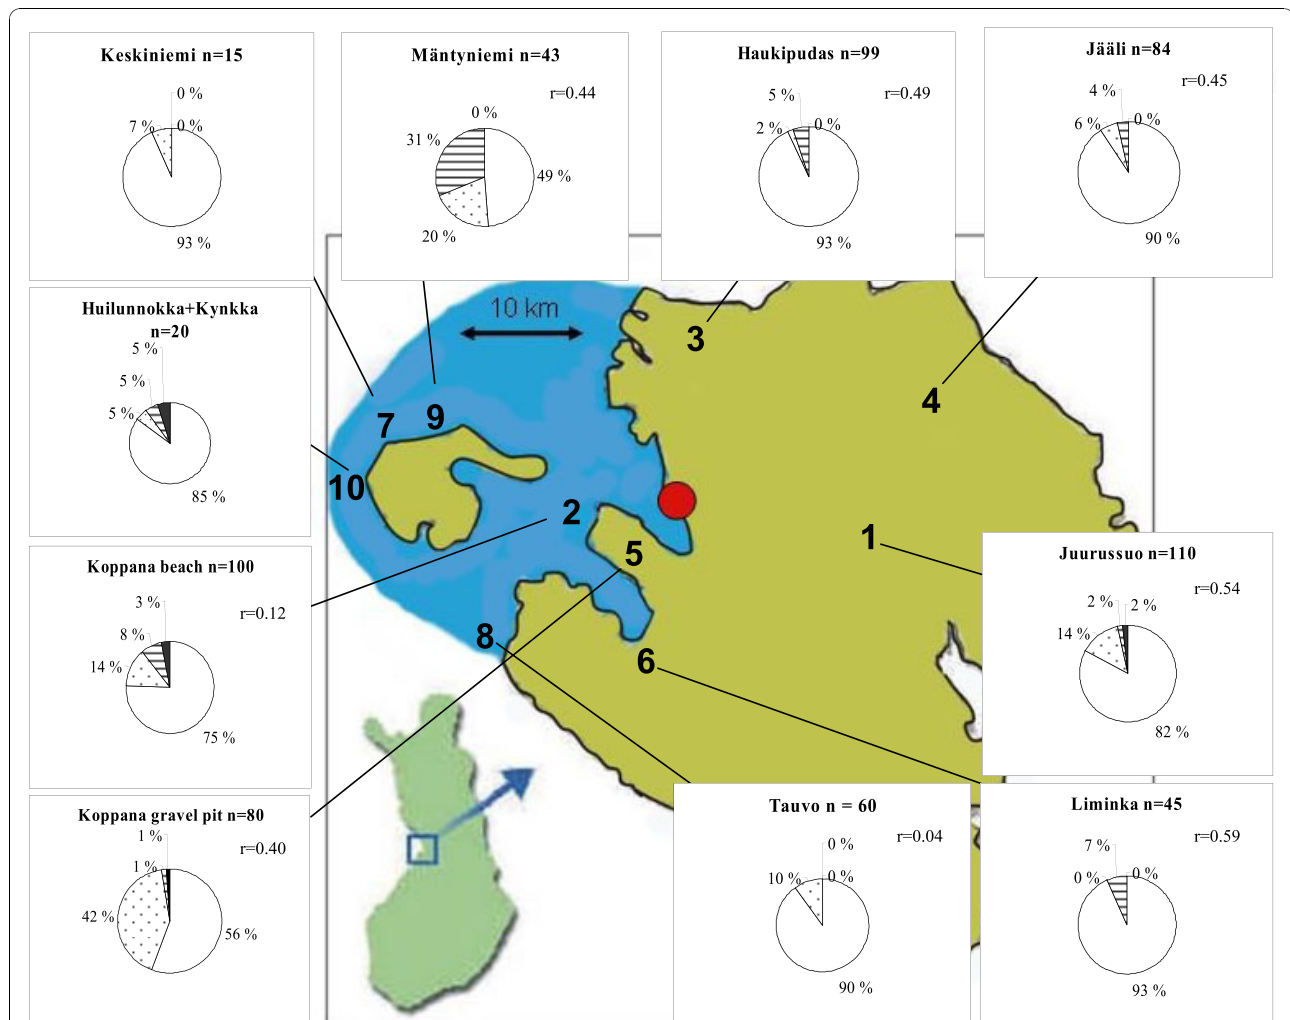 Keskiniemi n=15
0 %
7 %
0 %
93 %
Mäntyniemi n=43
r=0.44
0 %
31 %
49 %
20 %
Haukipudas n=99
r=0.49
5 %
2 %
0 %
93 %
Jääli n=84
r=0.45
4 %
6 %
0 %
90 %
Huilunnokka+Kynkka
n=20
5 %
5 %
5 %
85 %
10 km
3
4
7
9
10
2
1
5
8
6
Koppana beach n=100
r=0.12
3 %
8 %
14 %
75 %
Juurussuo n=110
r=0.54
2 %
2 %
14 %
82 %
Koppana gravel pit n=80
r=0.40
1 %
1 %
42 %
56 %
Tauvo n = 60
r=0.04
0 %
10 %
0 %
90 %
Liminka n=45
r=0.59
7 %
0 %
0 %
93 %